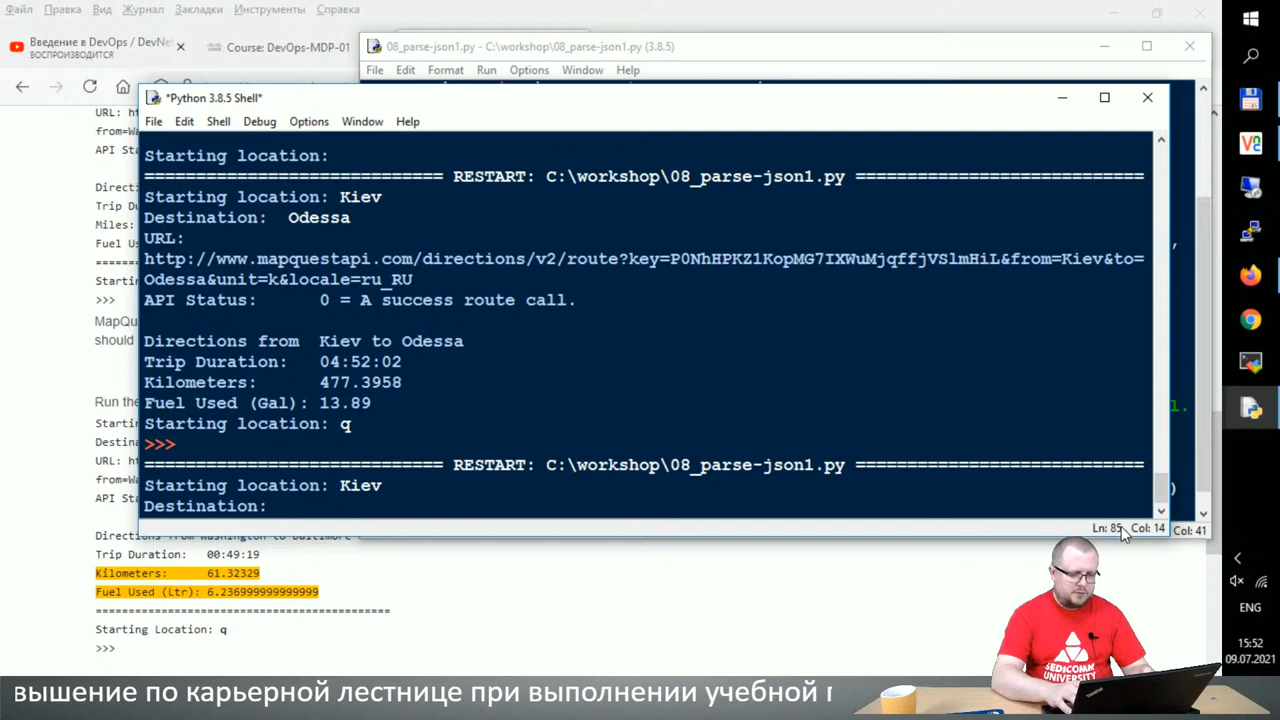 Файл Правка Вид Журнал Закладки Инструменты Справка
Введение в DevOps / DevNe
ВОСПРОИЗВОДИТСЯ
Course: DevOps-MDP-01
08_parse-json1.py - C:\workshop\08_parse-json1.py (3.8.5)
File Edit Format Run Options Window Help
*Python 3.8.5 Shell*
File Edit Shell Debug Options Window Help
Starting location:
============================= RESTART: C:\workshop\08_parse-json1.py ============================
Starting location: Kiev
Destination: Odessa
URL:
http://www.mapquestapi.com/directions/v2/route?key=P0NhHPKZ1KopMG7IXWuMjqffjVSlmHiL&from=Kiev&to=
Odessa&unit=k&locale=ru_RU
API Status: 0 = A success route call.
Directions from Kiev to Odessa
Trip Duration: 04:52:02
Kilometers: 477.3958
Fuel Used (Gal): 13.89
Starting location: q
>>>
============================= RESTART: C:\workshop\08_parse-json1.py ============================
Starting location: Kiev
Destination:
Ln: 85 Col: 14
Col: 41
URL: ht
from=Wa
API Sta
Directi
Trip Du
Miles:
Fuel Us
Starti
>>>
MapQue
should
Run the
Starti
Destina
URL: ht
from=Wa
API Sta
Directions from Washington to Baltimore
Trip Duration: 00:49:19
Kilometers: 61.32329
Fuel Used (Ltr): 6.236999999999999
=============================================
Starting Location: q
>>>
SEDICOMM
ENG
15:52
09.07.2021
вышение по карьерной лестнице при выполнении учебной п